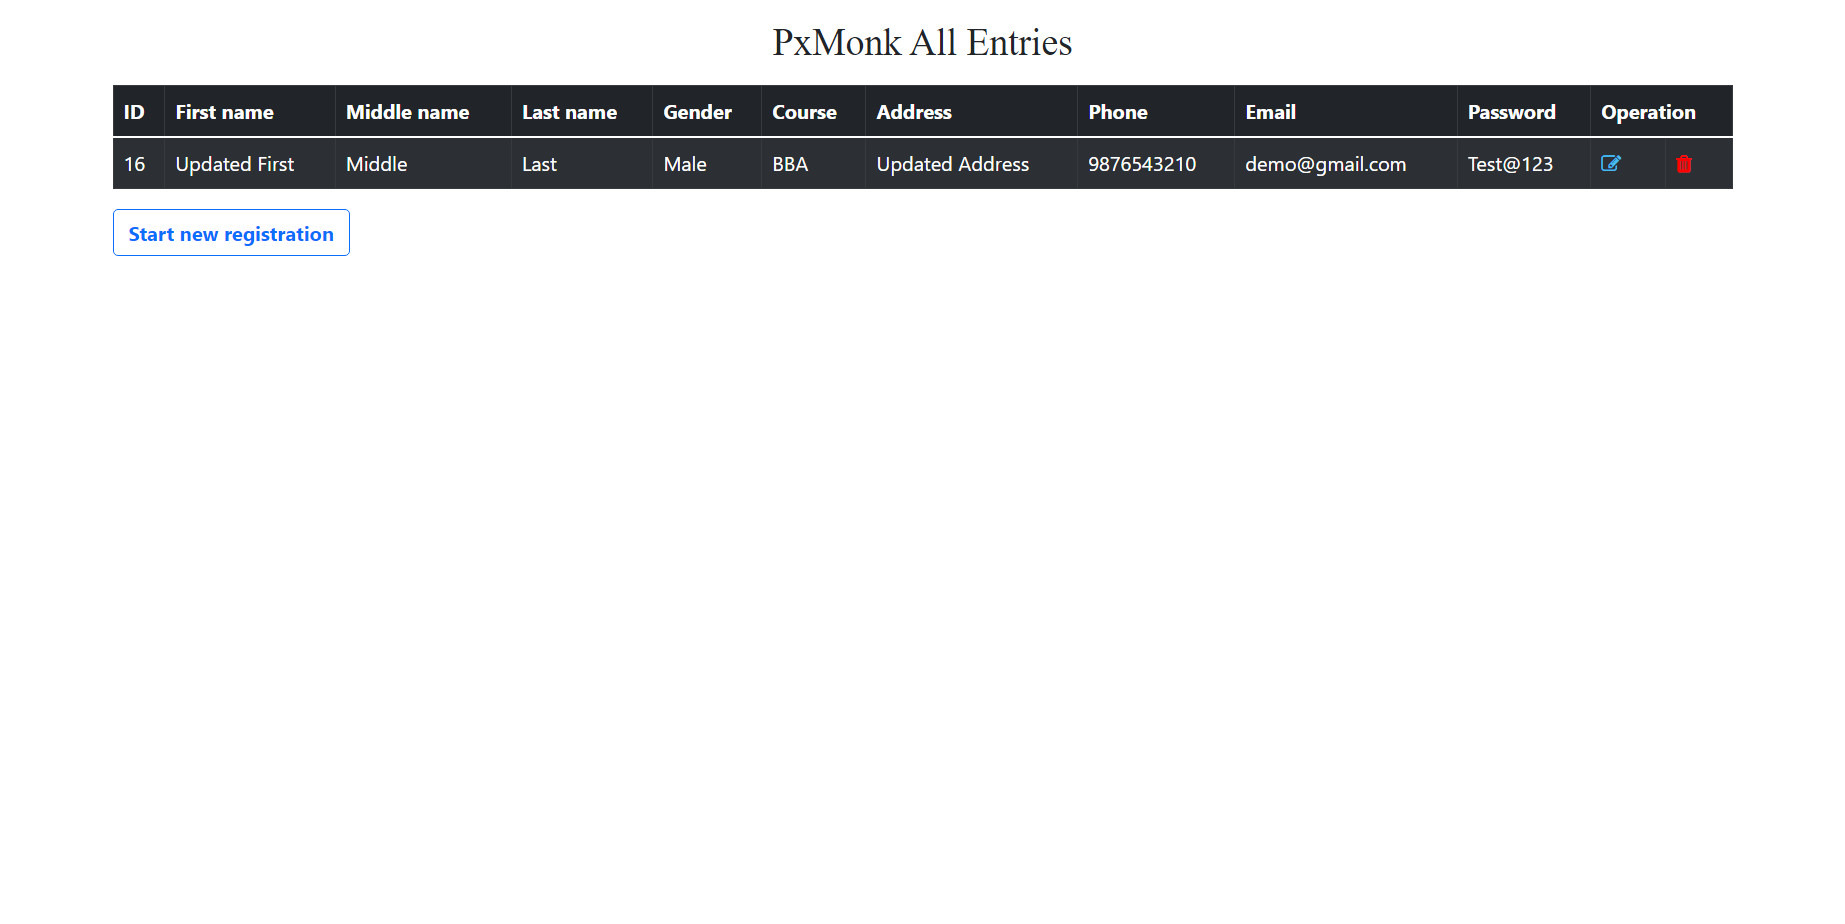 PxMonk All Entries
ID First name Middle name Last name Gender Course Address Phone Email Password Operation
16 Updated First Middle Last Male BBA Updated Address 9876543210 demo@gmail.com Test@123
Start new registration